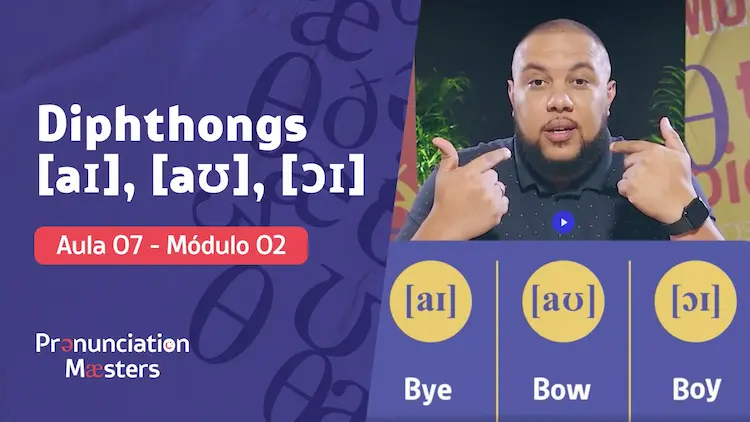 Diphthongs
[aɪ], [aʊ], [ɔɪ]
Aula 07 - Módulo 02
Prənunciation
Mæsters
[aɪ] [aʊ] [ɔɪ]
Bye Bow Boy